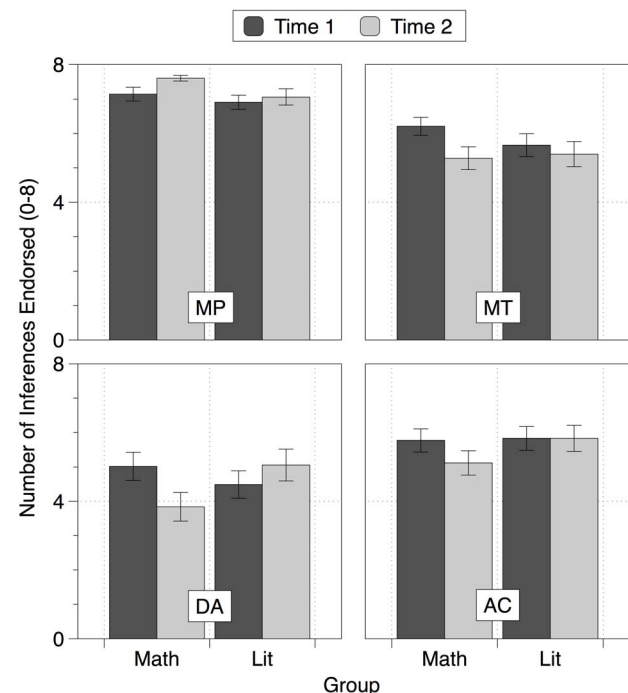 Time 1 Time 2
Number of Inferences Endorsed (0-8)
8
4
0
MP
MT
8
4
0
DA
AC
Math Lit Math Lit
Group